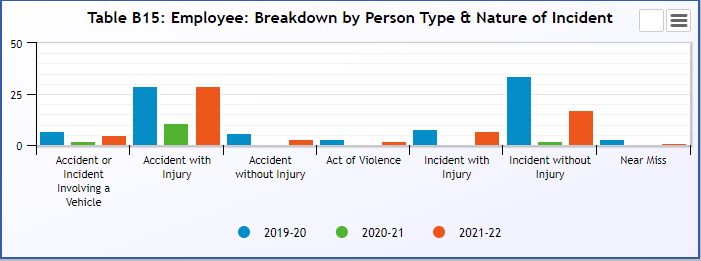 Table B15: Employee: Breakdown by Person Type & Nature of Incident
50
25
0
Accident or
Incident
Involving a
Vehicle
Accident with
Injury
Accident
without Injury
Act of Violence
Incident with
Injury
Incident without
Injury
Near Miss
2019-20 2020-21 2021-22